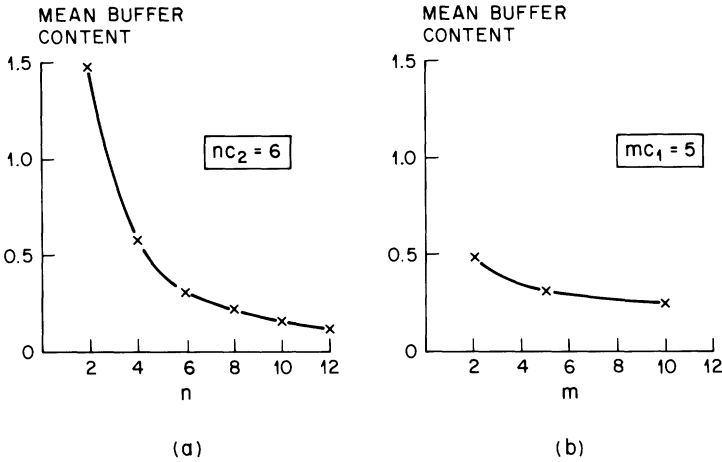 MEAN BUFFER
CONTENT
1.5
1.0
0.5
0
nc₂ = 6
2 4 6 8 10 12
n
(a)
MEAN BUFFER
CONTENT
1.5
1.0
0.5
0
mc₁ = 5
2 4 6 8 10 12
m
(b)